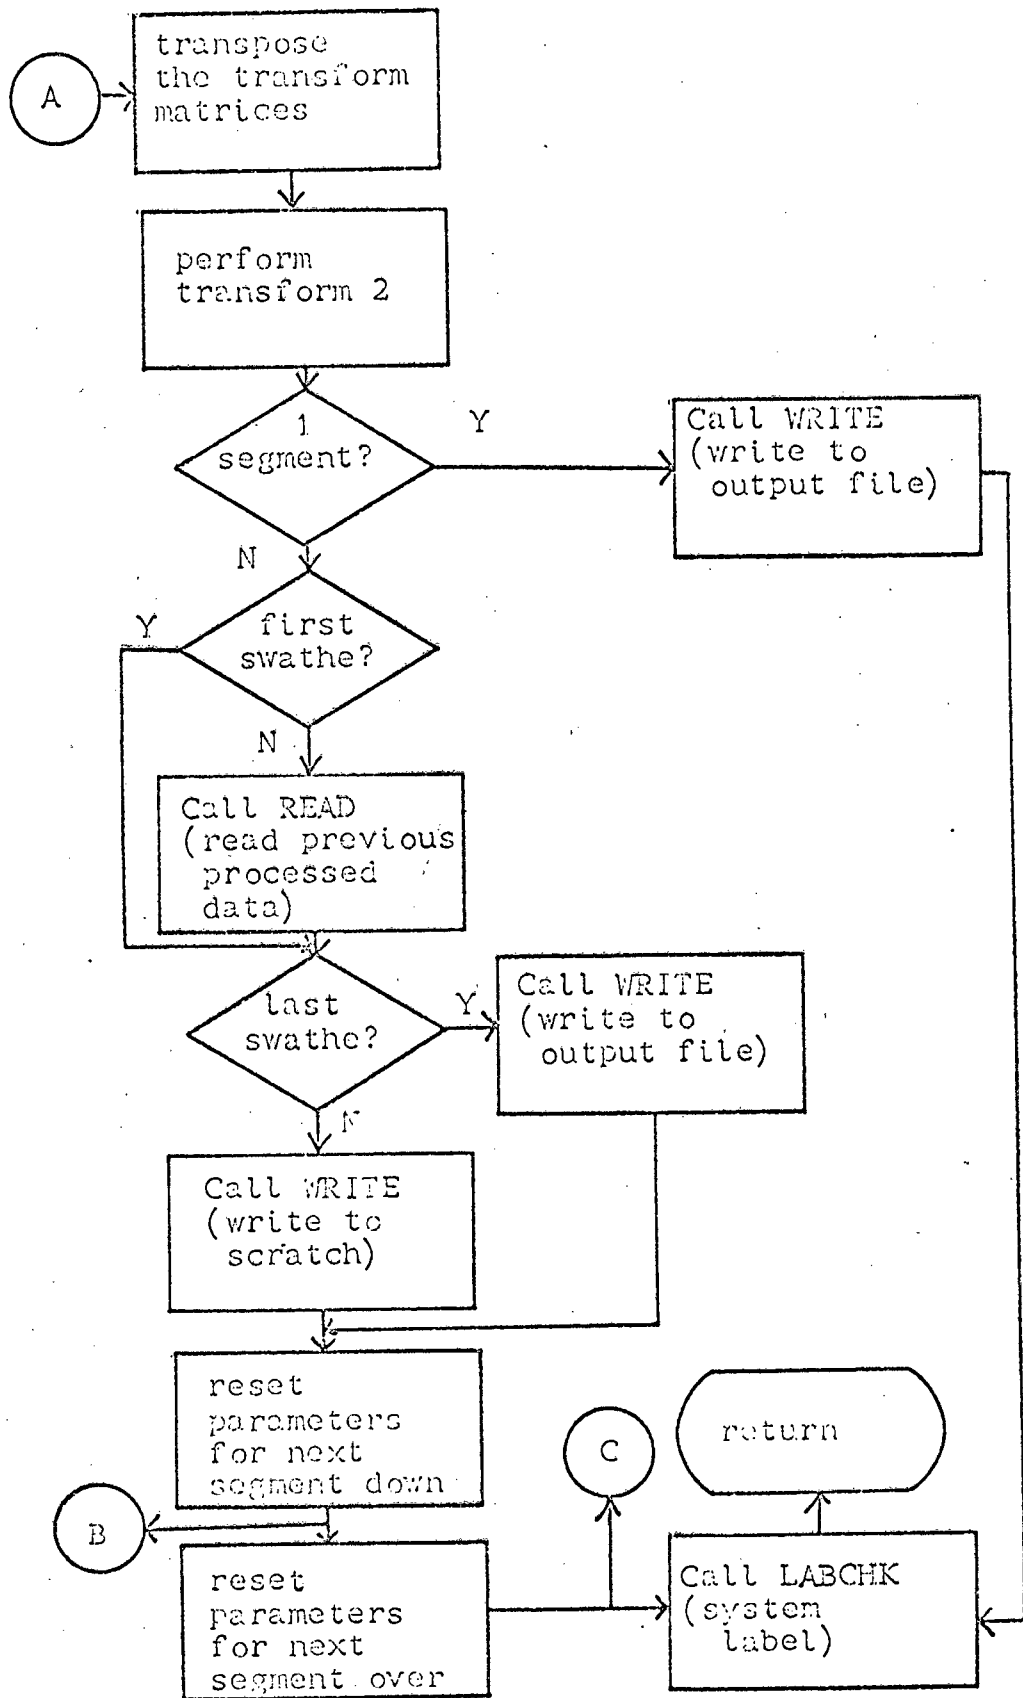 A
transpose
the transform
matrices
perform
transform 2
1
segment?
Y
Call WRITE
(write to
output file)
N
first
swathe?
Y
N
Call READ
(read previous
processed
data)
last
swathe?
Y
Call WRITE
(write to
output file)
N
Call WRITE
(write to
scratch)
reset
parameters
for next
segment down
B
C
return
reset
parameters
for next
segment over
Call LABCHK
(system
label)